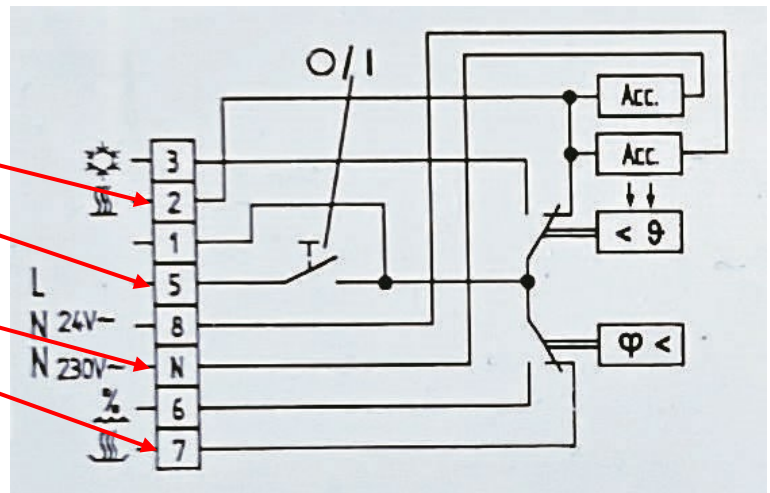 O/I
Acc.
Acc.
< ϑ
φ <
3
2
1
L 5
N 24V~ 8
N 230V~ N
% 6
7